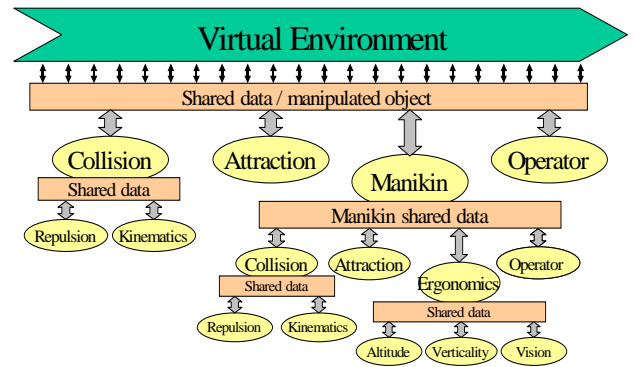 Virtual Environment
Shared data / manipulated object
Collision
Attraction
Manikin
Operator
Shared data
Repulsion
Kinematics
Manikin shared data
Collision
Attraction
Ergonomics
Operator
Shared data
Repulsion
Kinematics
Shared data
Altitude
Verticality
Vision